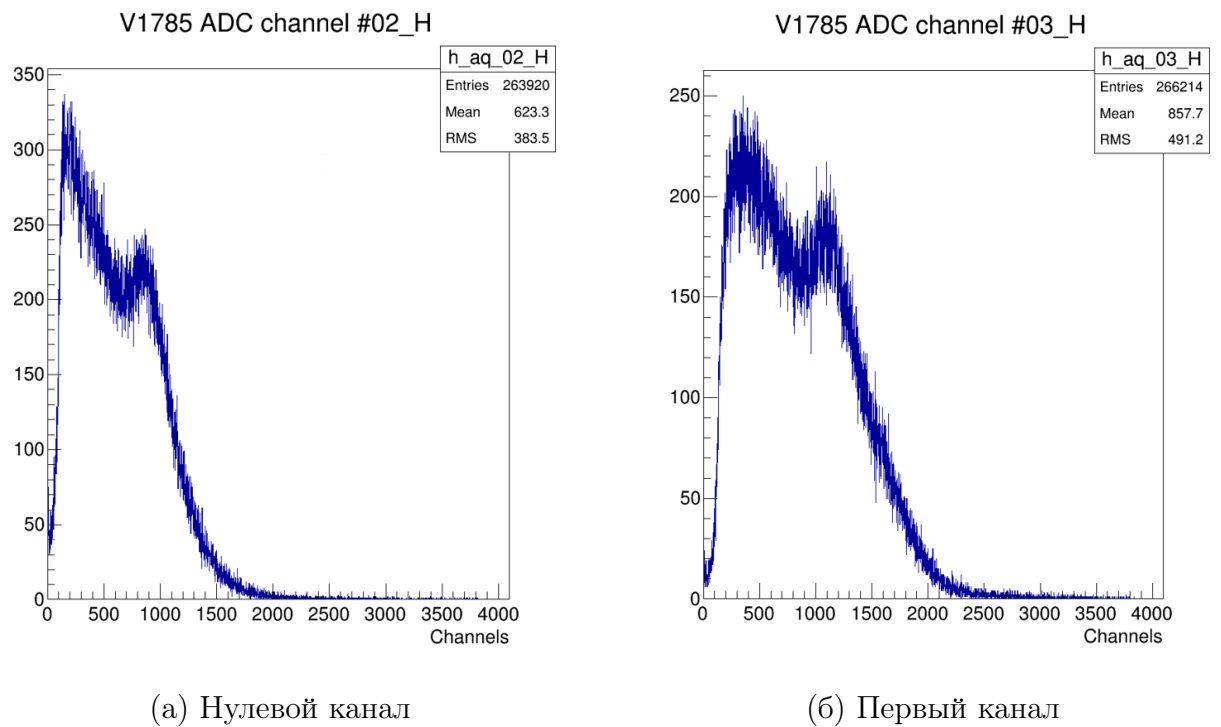 V1785 ADC channel #02_H
h_aq_02_H
Entries 263920
Mean 623.3
RMS 383.5
350
300
250
200
150
100
50
0
0 500 1000 1500 2000 2500 3000 3500 4000
Channels
(а) Нулевой канал
V1785 ADC channel #03_H
h_aq_03_H
Entries 266214
Mean 857.7
RMS 491.2
250
200
150
100
50
0
0 500 1000 1500 2000 2500 3000 3500 4000
Channels
(б) Первый канал